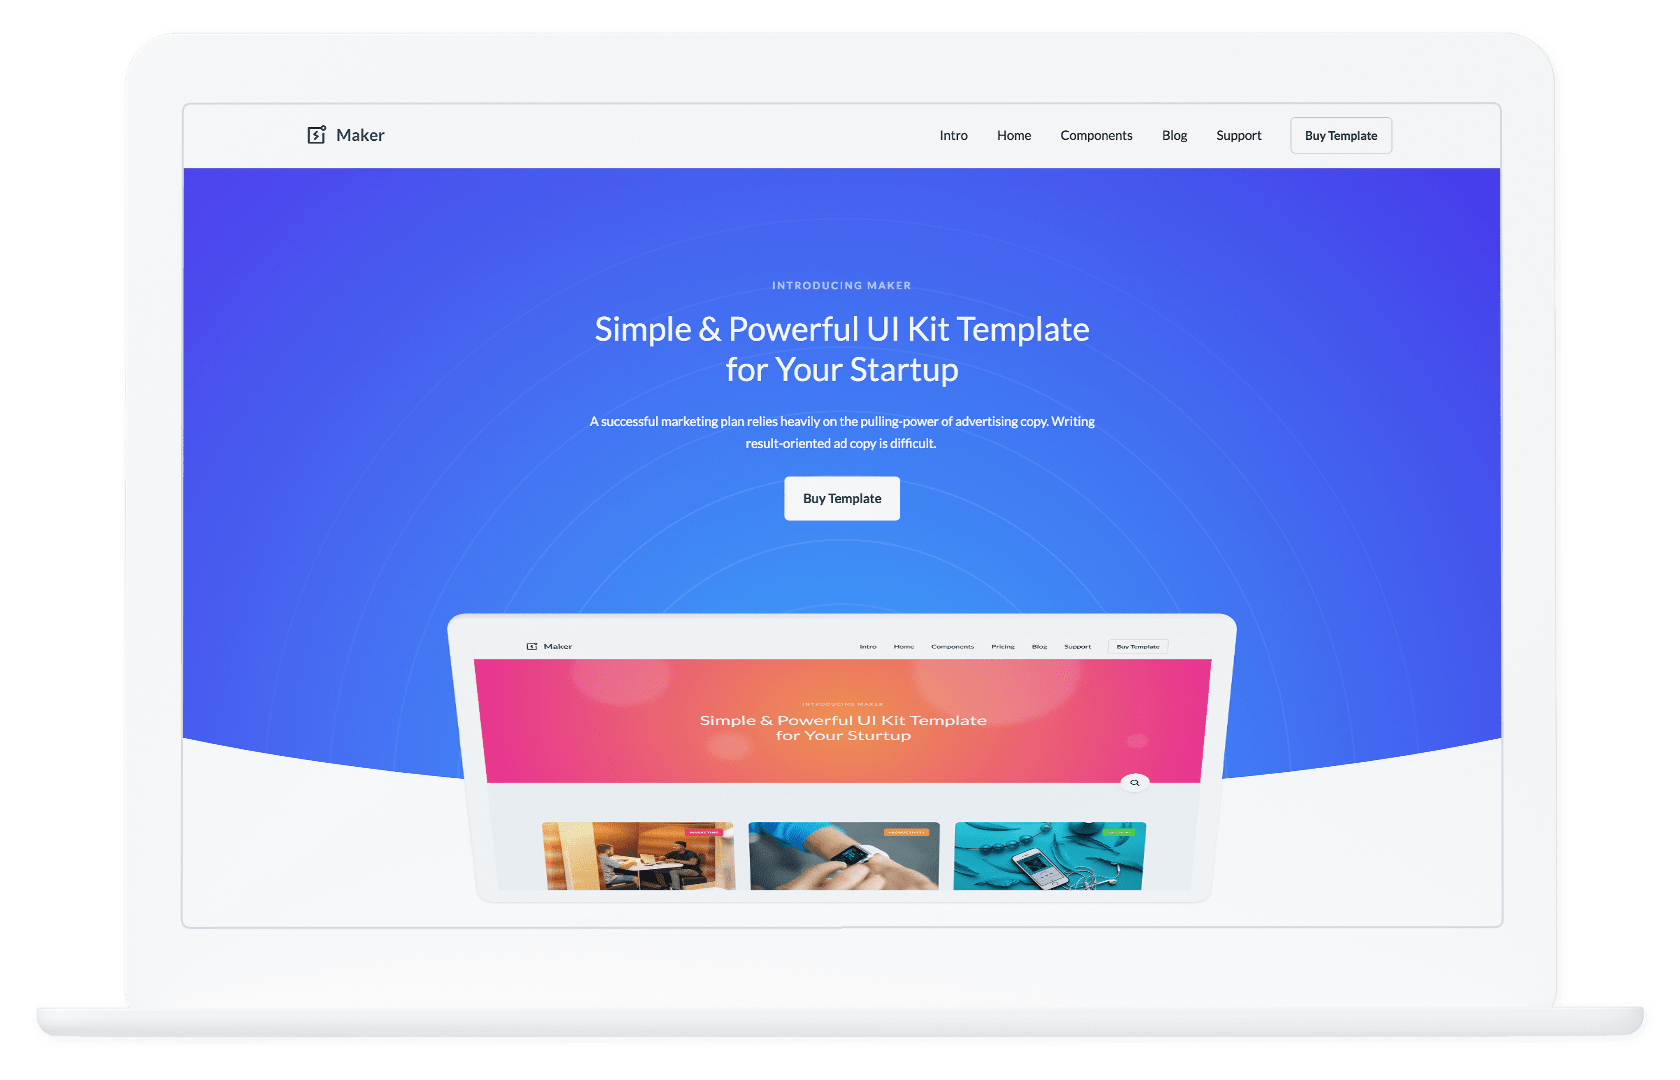 Maker
Intro Home Components Blog Support Buy Template
INTRODUCING MAKER
Simple & Powerful UI Kit Template
for Your Startup
A successful marketing plan relies heavily on the pulling-power of advertising copy. Writing
result-oriented ad copy is difficult.
Buy Template
Maker
Intro Home Components Pricing Blog Support Buy Template
INTRODUCING MAKER
Simple & Powerful UI Kit Template
for Your Sturtup
MARKETING
PRODUCTIVITY